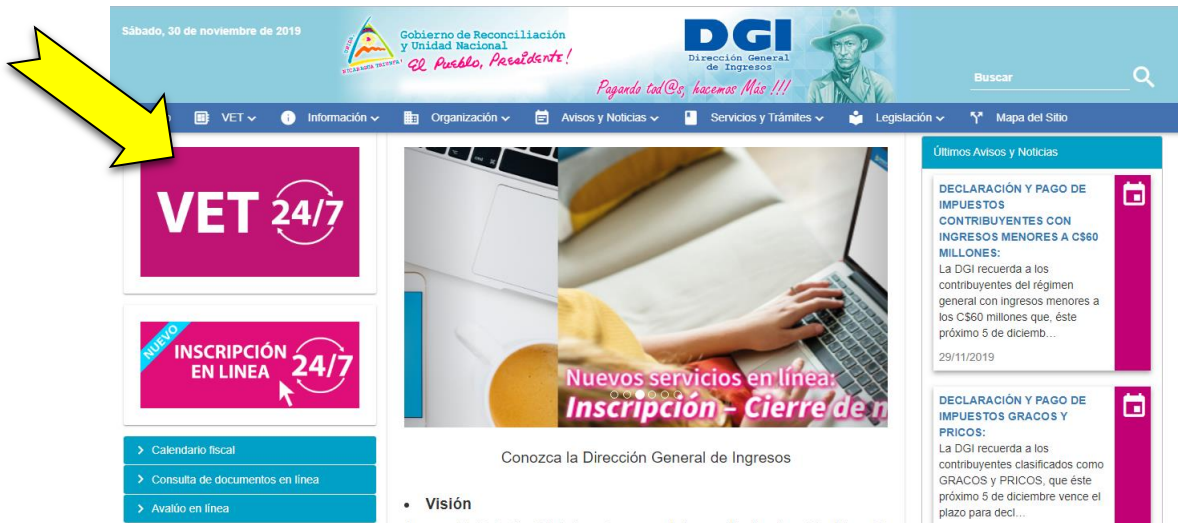 Sábado, 30 de noviembre de 2019
Gobierno de Reconciliación
y Unidad Nacional
El Pueblo, Presidente!
DGI
Dirección General
de Ingresos
Pagando tod@s, hacemos Más !!!
Buscar
VET
Información
Organización
Avisos y Noticias
Servicios y Trámites
Legislación
Mapa del Sitio
VET 24/7
NUEVO
INSCRIPCIÓN
EN LINEA 24/7
Calendario fiscal
Consulta de documentos en línea
Avalúo en línea
Nuevos servicios en línea:
Inscripción – Cierre de
Conozca la Dirección General de Ingresos
• Visión
Últimos Avisos y Noticias
DECLARACIÓN Y PAGO DE
IMPUESTOS
CONTRIBUYENTES CON
INGRESOS MENORES A C$60
MILLONES:
La DGI recuerda a los
contribuyentes del régimen
general con ingresos menores a
los C$60 millones que, éste
próximo 5 de diciemb...
29/11/2019
DECLARACIÓN Y PAGO DE
IMPUESTOS GRACOS Y
PRICOS:
La DGI recuerda a los
contribuyentes clasificados como
GRACOS y PRICOS, que éste
próximo 5 de diciembre vence el
plazo para decl...